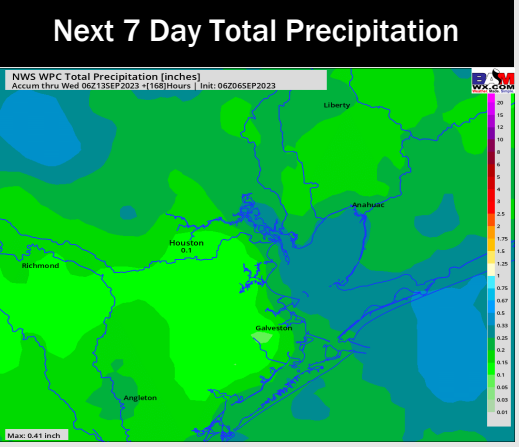 Next 7 Day Total Precipitation
NWS WPC Total Precipitation [inches]
Accum thru Wed 06Z13SEP2023 +[168]Hours | Init: 06Z06SEP2023
BAM
WX.COM
Liberty
Anahuac
Houston
0.1
Richmond
Galveston
Angleton
20
15
12
10
8
6
5
4
3
2.5
2
1.75
1.5
1.25
1
0.75
0.67
0.5
0.33
0.25
0.2
0.15
0.1
0.05
0.03
0.01
Max: 0.41 inch